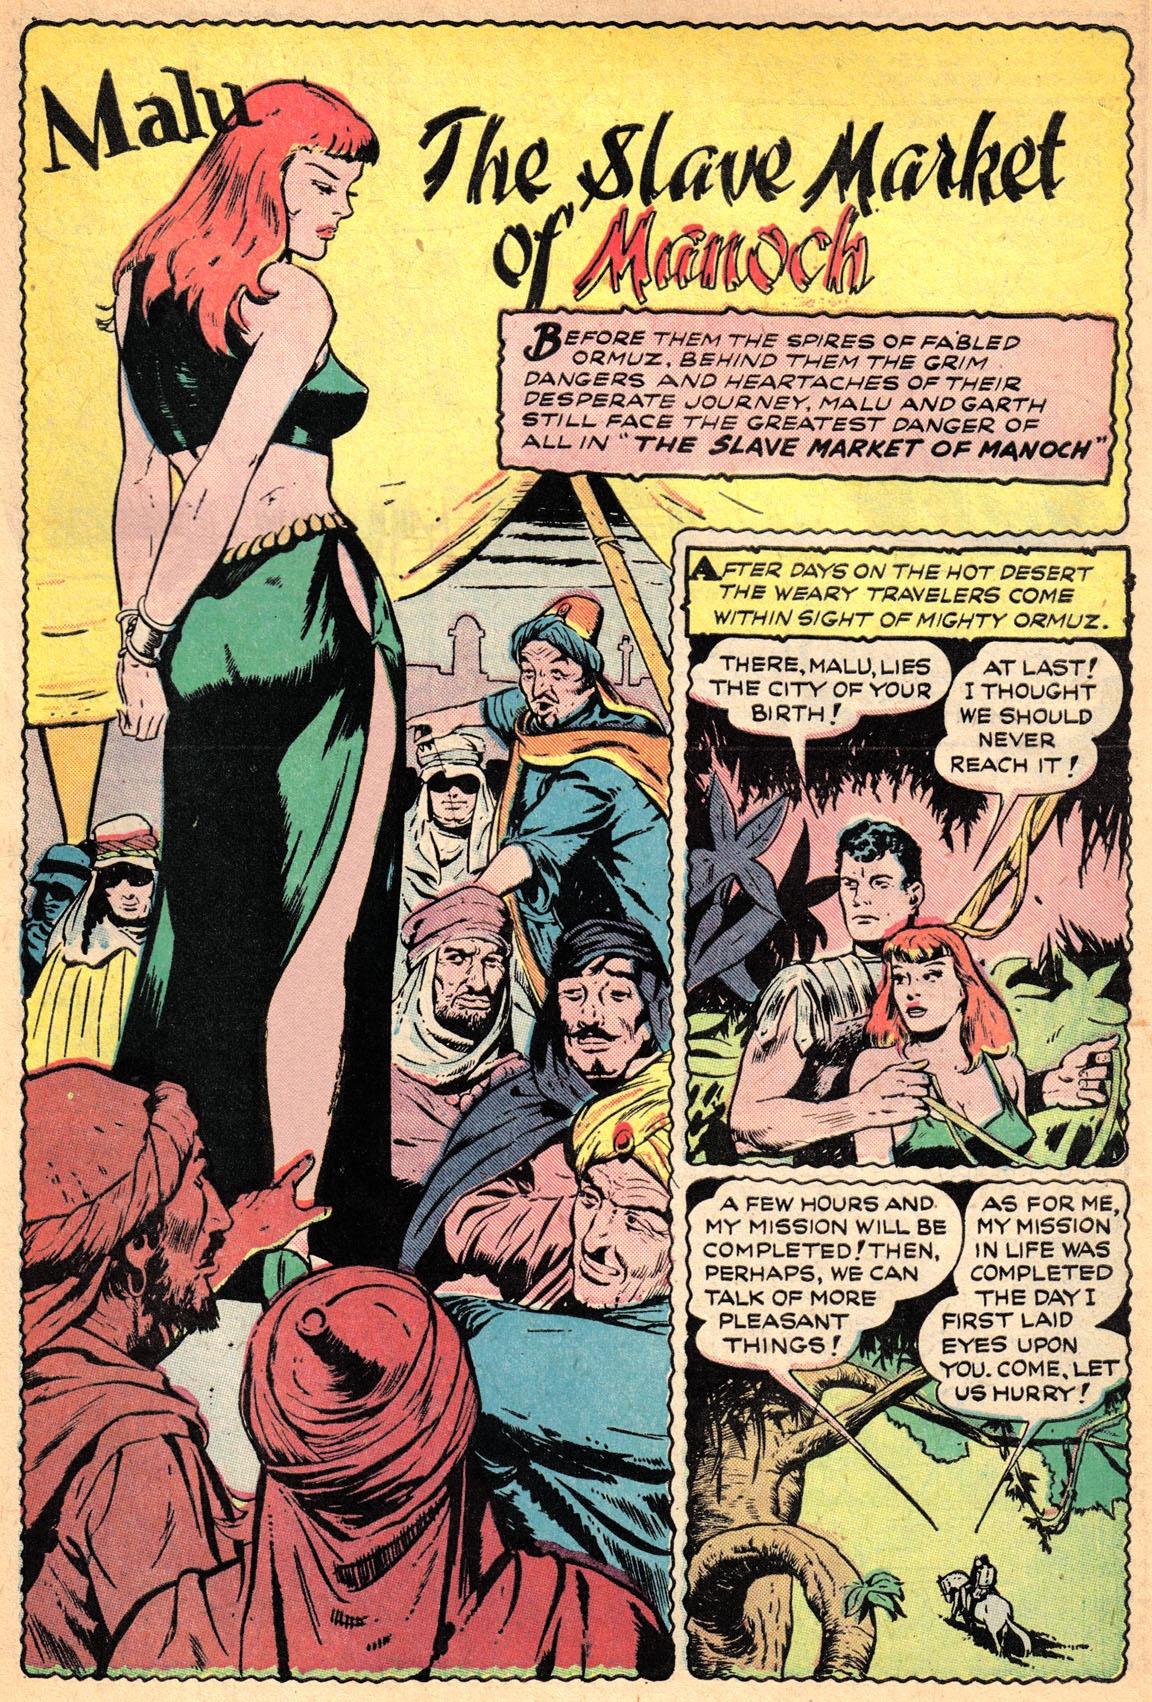 Malu
The Slave Market
of Manoch
BEFORE THEM THE SPIRES OF FABLED
ORMUZ, BEHIND THEM THE GRIM
DANGERS AND HEARTACHES OF THEIR
DESPERATE JOURNEY, MALU AND GARTH
STILL FACE THE GREATEST DANGER OF
ALL IN "THE SLAVE MARKET OF MANOCH"
AFTER DAYS ON THE HOT DESERT
THE WEARY TRAVELERS COME
WITHIN SIGHT OF MIGHTY ORMUZ.
THERE, MALU, LIES
THE CITY OF YOUR
BIRTH!
AT LAST!
I THOUGHT
WE SHOULD
NEVER
REACH IT!
A FEW HOURS AND
MY MISSION WILL BE
COMPLETED! THEN,
PERHAPS, WE CAN
TALK OF MORE
PLEASANT
THINGS!
AS FOR ME,
MY MISSION
IN LIFE WAS
COMPLETED
THE DAY I
FIRST LAID
EYES UPON
YOU. COME, LET
US HURRY!